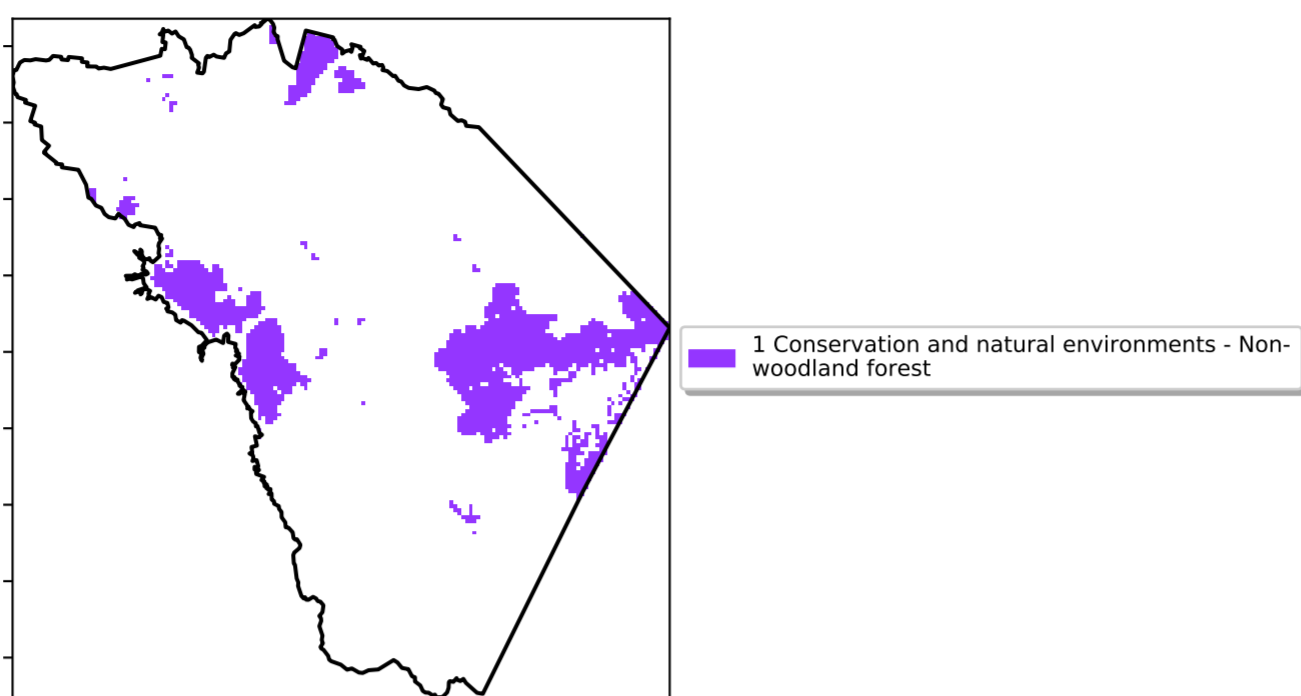 1 Conservation and natural environments - Non-
woodland forest